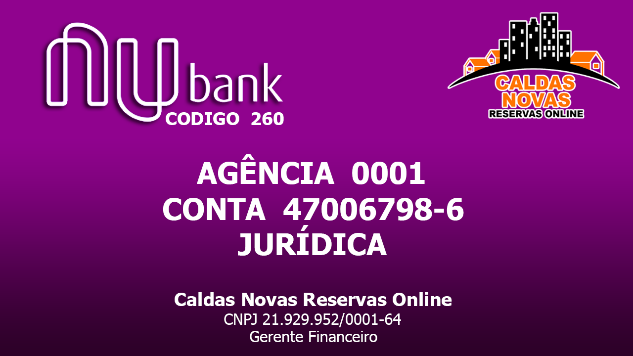 nu bank
CODIGO 260
CALDAS
NOVAS
RESERVAS ONLINE
AGÊNCIA 0001
CONTA 47006798-6
JURÍDICA
Caldas Novas Reservas Online
CNPJ 21.929.952/0001-64
Gerente Financeiro